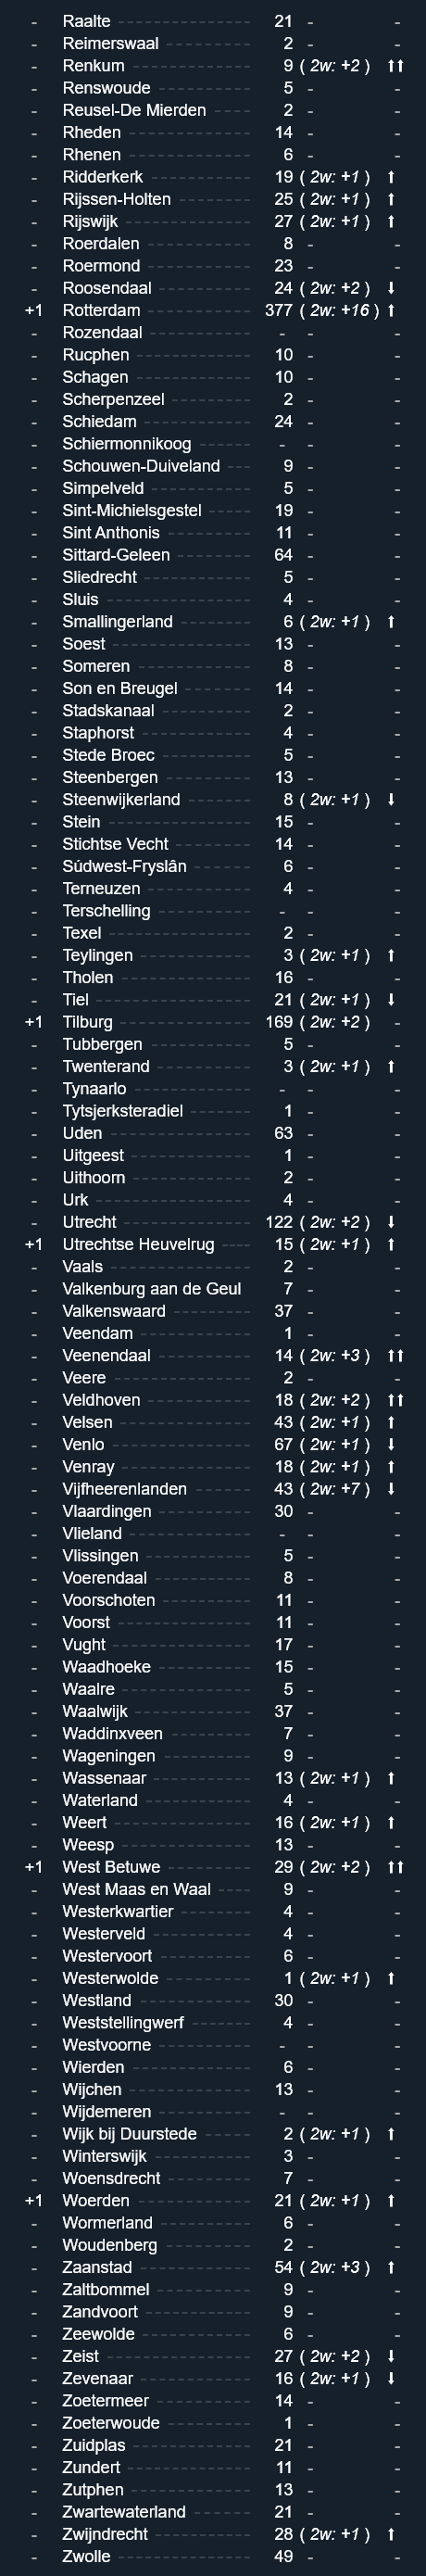 - Raalte 21 - -
- Reimerswaal 2 - -
- Renkum 9 ( 2w: +2 ) ⬆⬆
- Renswoude 5 - -
- Reusel-De Mierden 2 - -
- Rheden 14 - -
- Rhenen 6 - -
- Ridderkerk 19 ( 2w: +1 ) ⬆
- Rijssen-Holten 25 ( 2w: +1 ) ⬆
- Rijswijk 27 ( 2w: +1 ) ⬆
- Roerdalen 8 - -
- Roermond 23 - -
- Roosendaal 24 ( 2w: +2 ) ⬇
+1 Rotterdam 377 ( 2w: +16 ) ⬆
- Rozendaal - - -
- Rucphen 10 - -
- Schagen 10 - -
- Scherpenzeel 2 - -
- Schiedam 24 - -
- Schiermonnikoog - - -
- Schouwen-Duiveland 9 - -
- Simpelveld 5 - -
- Sint-Michielsgestel 19 - -
- Sint Anthonis 11 - -
- Sittard-Geleen 64 - -
- Sliedrecht 5 - -
- Sluis 4 - -
- Smallingerland 6 ( 2w: +1 ) ⬆
- Soest 13 - -
- Someren 8 - -
- Son en Breugel 14 - -
- Stadskanaal 2 - -
- Staphorst 4 - -
- Stede Broec 5 - -
- Steenbergen 13 - -
- Steenwijkerland 8 ( 2w: +1 ) ⬇
- Stein 15 - -
- Stichtse Vecht 14 - -
- Súdwest-Fryslân 6 - -
- Terneuzen 4 - -
- Terschelling - - -
- Texel 2 - -
- Teylingen 3 ( 2w: +1 ) ⬆
- Tholen 16 - -
- Tiel 21 ( 2w: +1 ) ⬇
+1 Tilburg 169 ( 2w: +2 ) -
- Tubbergen 5 - -
- Twenterand 3 ( 2w: +1 ) ⬆
- Tynaarlo - - -
- Tytsjerksteradiel 1 - -
- Uden 63 - -
- Uitgeest 1 - -
- Uithoorn 2 - -
- Urk 4 - -
- Utrecht 122 ( 2w: +2 ) ⬇
+1 Utrechtse Heuvelrug 15 ( 2w: +1 ) ⬆
- Vaals 2 - -
- Valkenburg aan de Geul 7 - -
- Valkenswaard 37 - -
- Veendam 1 - -
- Veenendaal 14 ( 2w: +3 ) ⬆⬆
- Veere 2 - -
- Veldhoven 18 ( 2w: +2 ) ⬆⬆
- Velsen 43 ( 2w: +1 ) ⬆
- Venlo 67 ( 2w: +1 ) ⬇
- Venray 18 ( 2w: +1 ) ⬆
- Vijfheerenlanden 43 ( 2w: +7 ) ⬇
- Vlaardingen 30 - -
- Vlieland - - -
- Vlissingen 5 - -
- Voerendaal 8 - -
- Voorschoten 11 - -
- Voorst 11 - -
- Vught 17 - -
- Waadhoeke 15 - -
- Waalre 5 - -
- Waalwijk 37 - -
- Waddinxveen 7 - -
- Wageningen 9 - -
- Wassenaar 13 ( 2w: +1 ) ⬆
- Waterland 4 - -
- Weert 16 ( 2w: +1 ) ⬆
- Weesp 13 - -
+1 West Betuwe 29 ( 2w: +2 ) ⬆⬆
- West Maas en Waal 9 - -
- Westerkwartier 4 - -
- Westerveld 4 - -
- Westervoort 6 - -
- Westerwolde 1 ( 2w: +1 ) ⬆
- Westland 30 - -
- Weststellingwerf 4 - -
- Westvoorne - - -
- Wierden 6 - -
- Wijchen 13 - -
- Wijdemeren - - -
- Wijk bij Duurstede 2 ( 2w: +1 ) ⬆
- Winterswijk 3 - -
- Woensdrecht 7 - -
+1 Woerden 21 ( 2w: +1 ) ⬆
- Wormerland 6 - -
- Woudenberg 2 - -
- Zaanstad 54 ( 2w: +3 ) ⬆
- Zaltbommel 9 - -
- Zandvoort 9 - -
- Zeewolde 6 - -
- Zeist 27 ( 2w: +2 ) ⬇
- Zevenaar 16 ( 2w: +1 ) ⬇
- Zoetermeer 14 - -
- Zoeterwoude 1 - -
- Zuidplas 21 - -
- Zundert 11 - -
- Zutphen 13 - -
- Zwartewaterland 21 - -
- Zwijndrecht 28 ( 2w: +1 ) ⬆
- Zwolle 49 - -